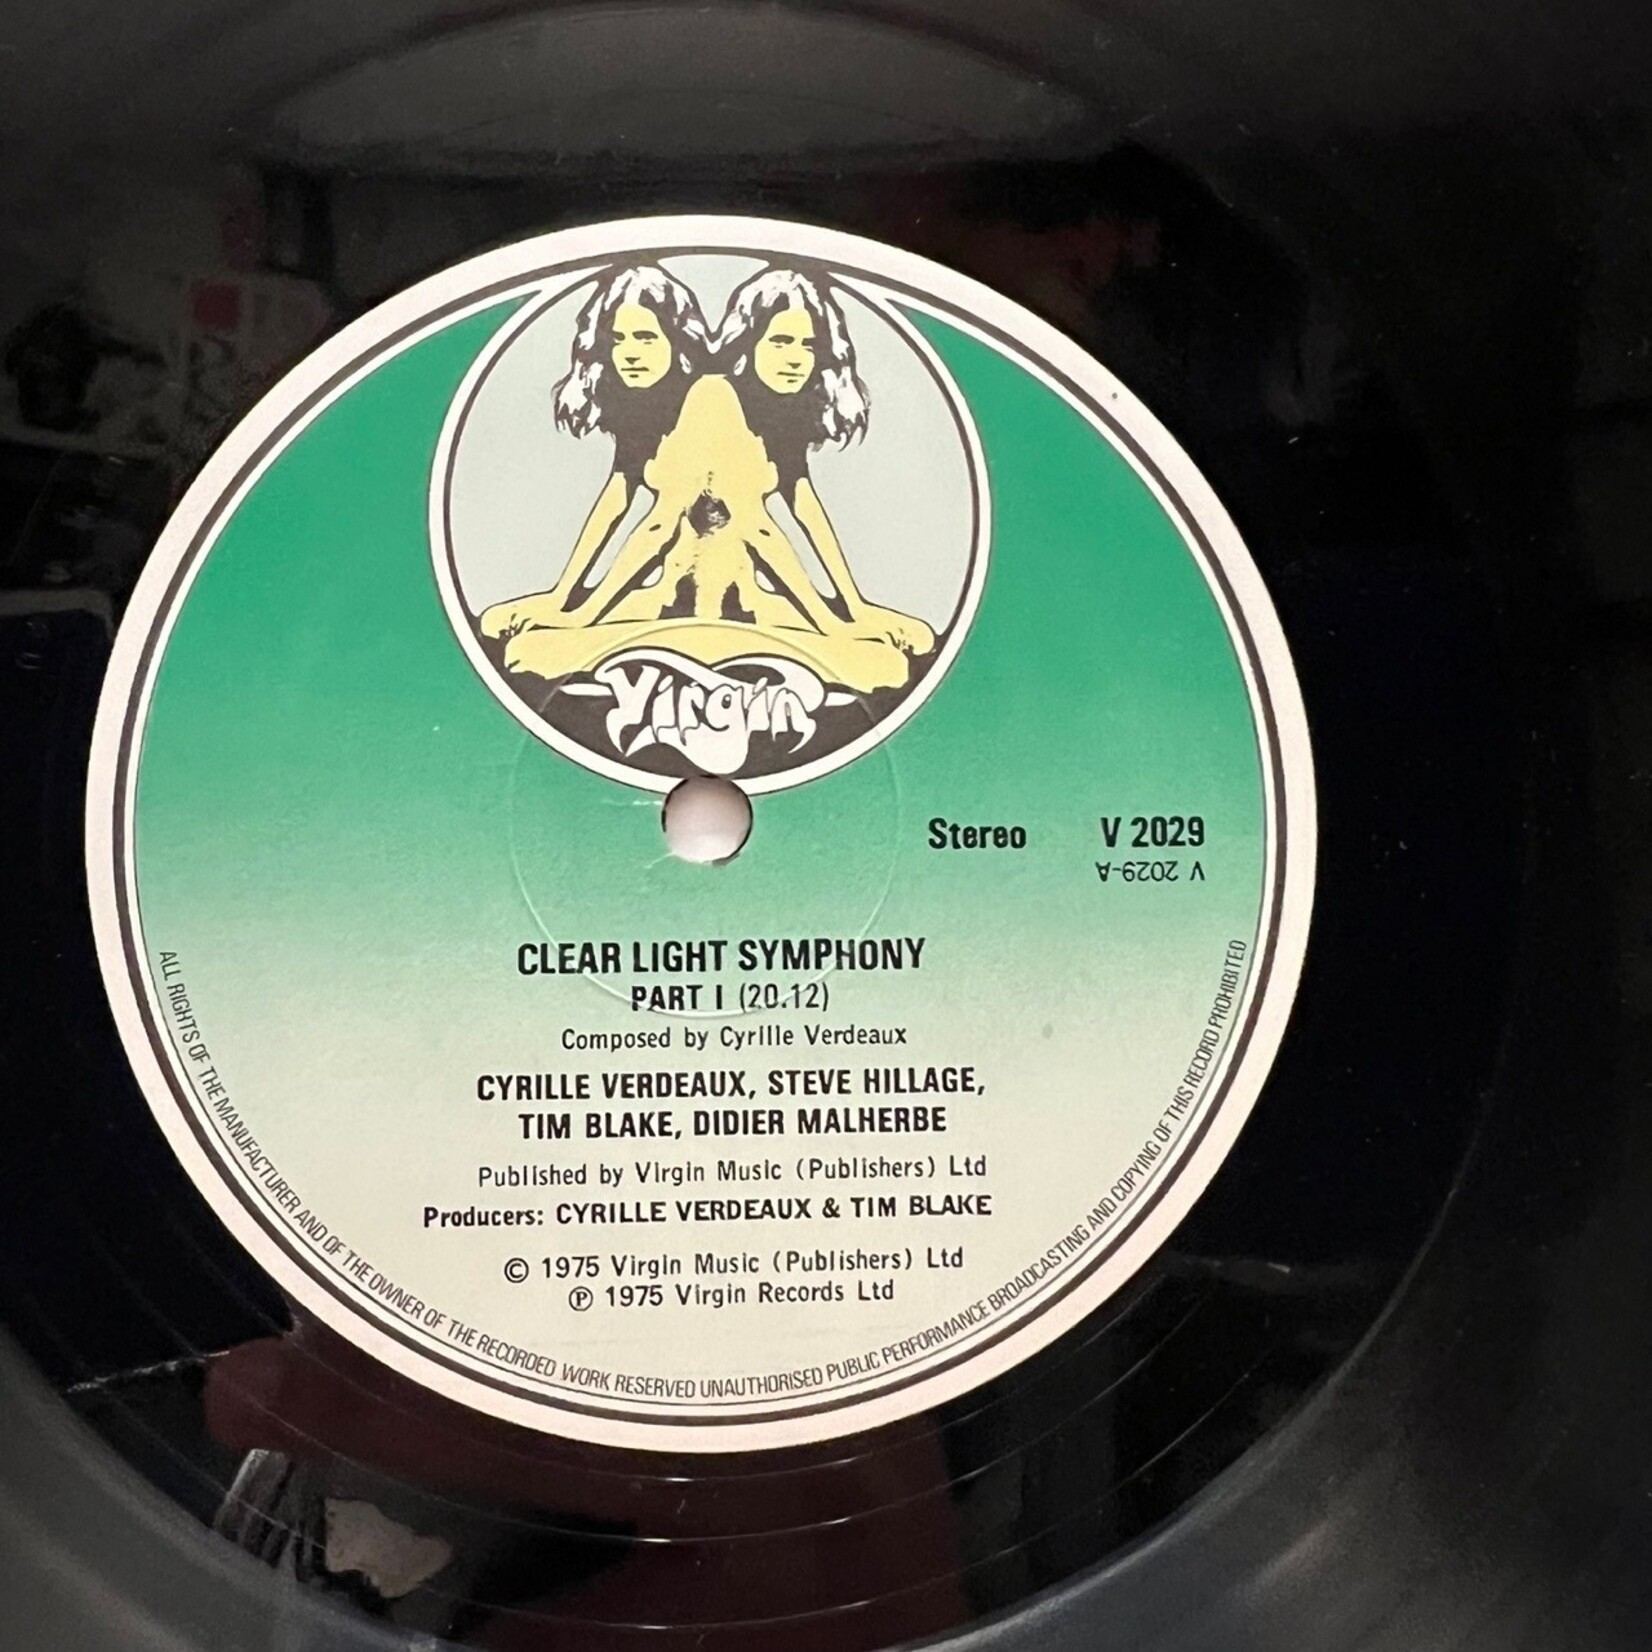 Virgin
Stereo V 2029
V 2029-A
CLEAR LIGHT SYMPHONY
PART I (20.12)
Composed by Cyrille Verdeaux
CYRILLE VERDEAUX, STEVE HILLAGE,
TIM BLAKE, DIDIER MALHERBE
Published by Virgin Music (Publishers) Ltd
Producers: CYRILLE VERDEAUX & TIM BLAKE
© 1975 Virgin Music (Publishers) Ltd
℗ 1975 Virgin Records Ltd
ALL RIGHTS OF THE MANUFACTURER AND OF THE OWNER OF THE RECORDED WORK RESERVED UNAUTHORISED PUBLIC PERFORMANCE BROADCASTING AND COPYING OF THIS RECORD PROHIBITED